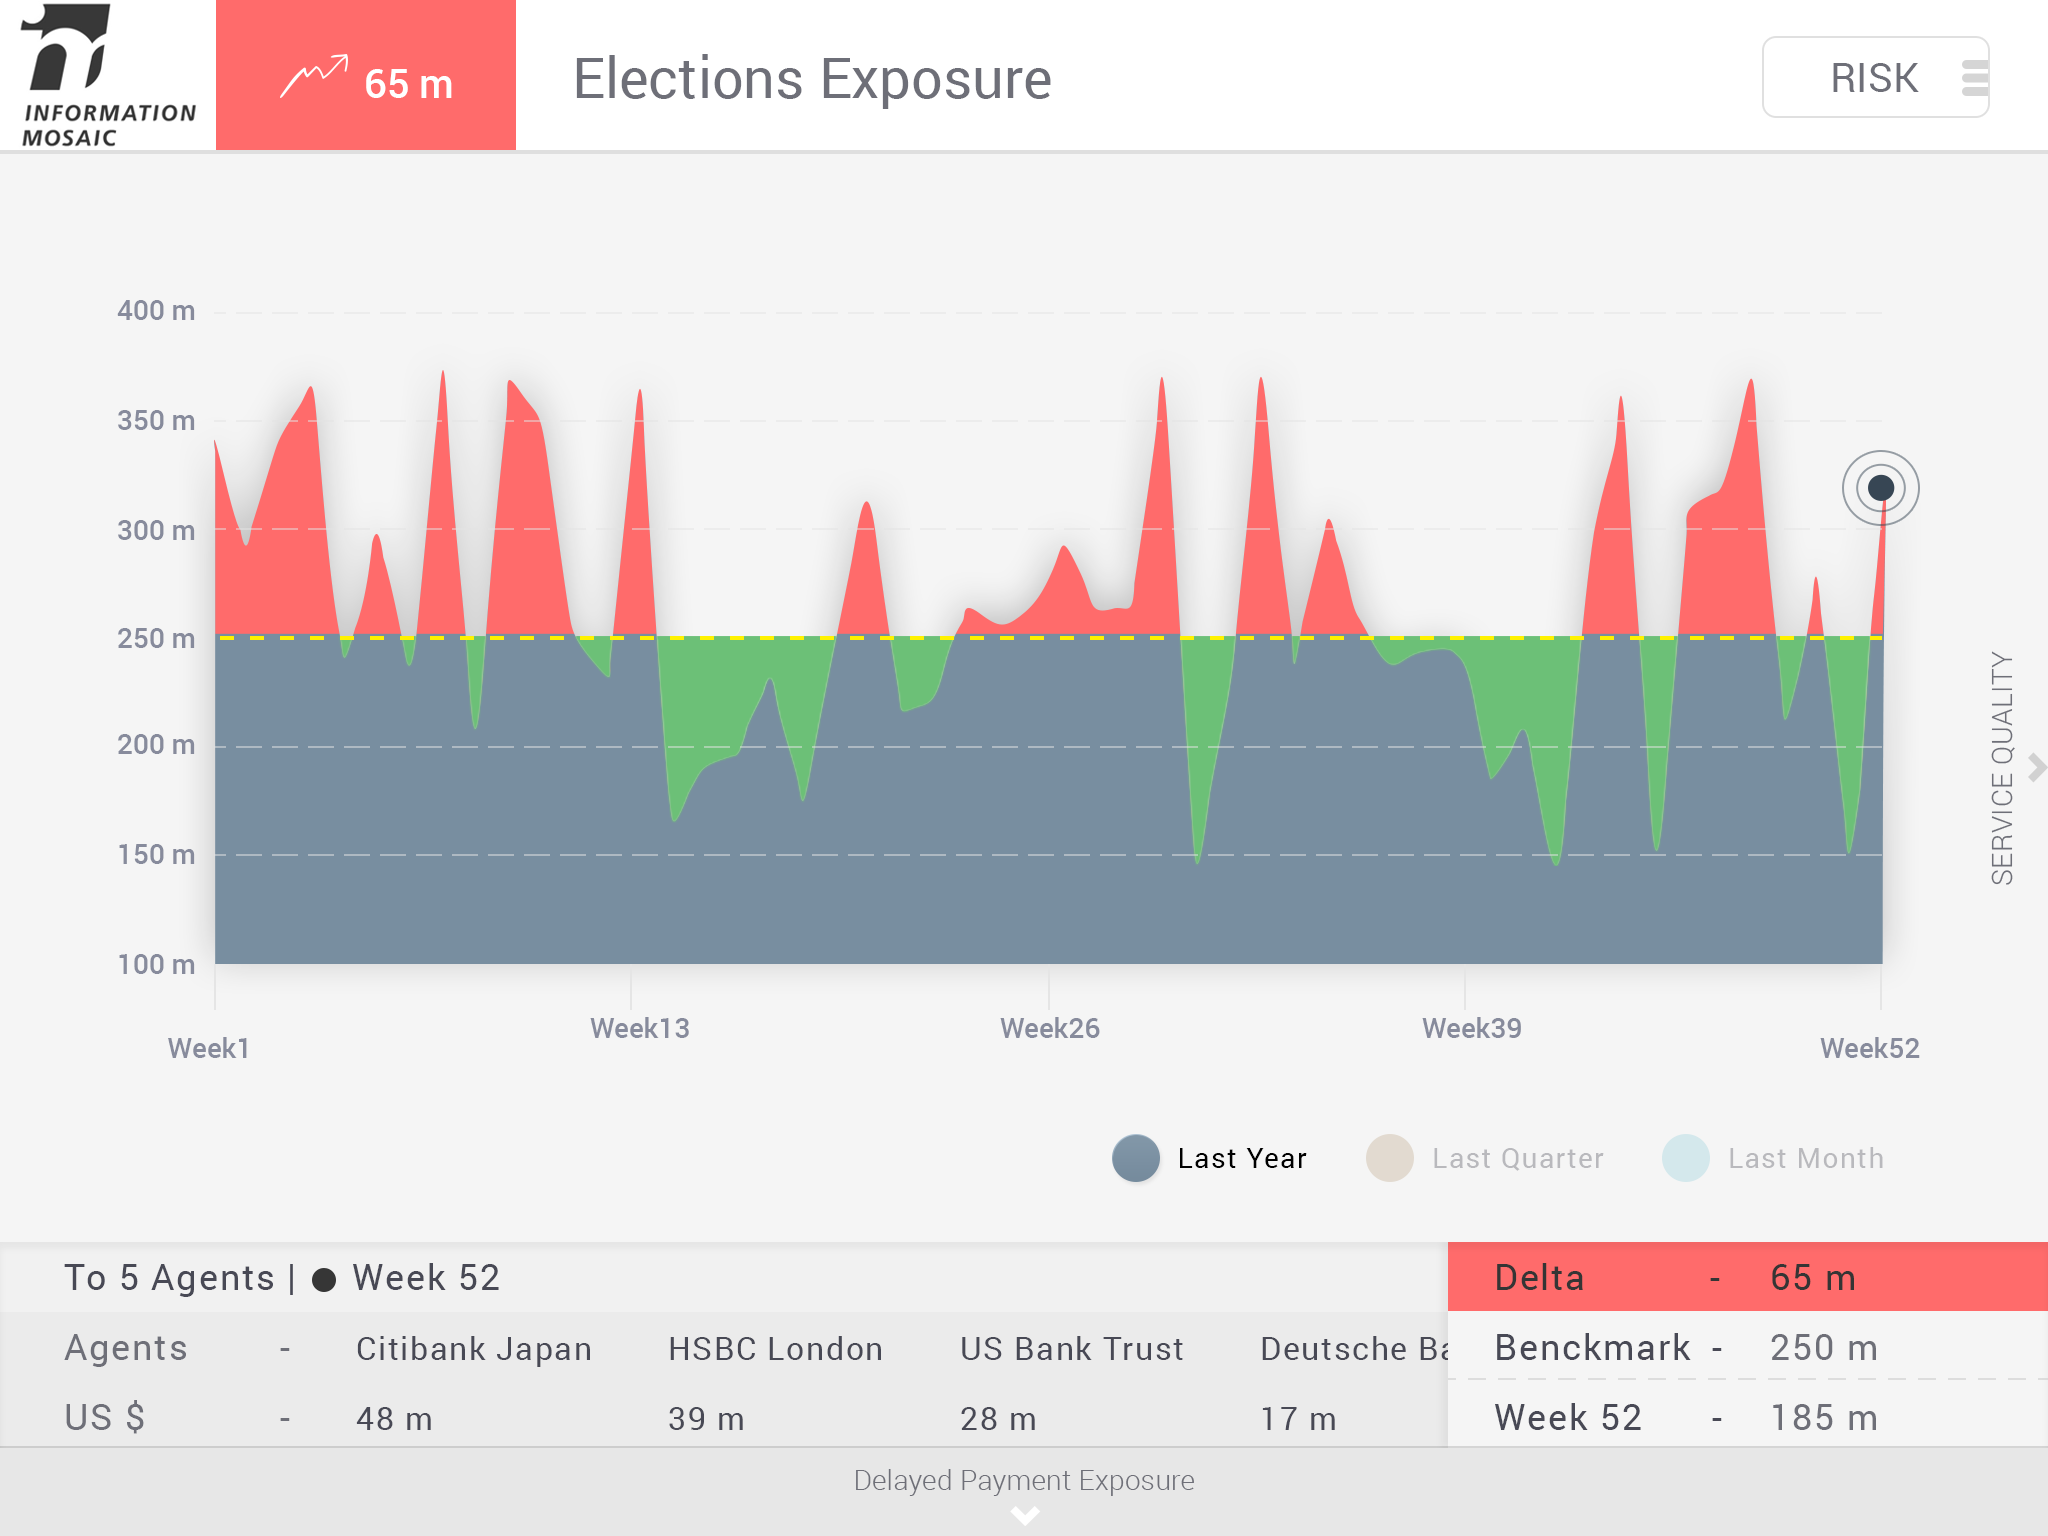 INFORMATION
MOSAIC
65 m
Elections Exposure
RISK
400 m
350 m
300 m
250 m
200 m
150 m
100 m
Week1
Week13
Week26
Week39
Week52
SERVICE QUALITY
Last Year
Last Quarter
Last Month
To 5 Agents | ● Week 52
Agents - Citibank Japan HSBC London US Bank Trust Deutsche Ba
US $ - 48 m 39 m 28 m 17 m
Delta - 65 m
Benckmark - 250 m
Week 52 - 185 m
Delayed Payment Exposure